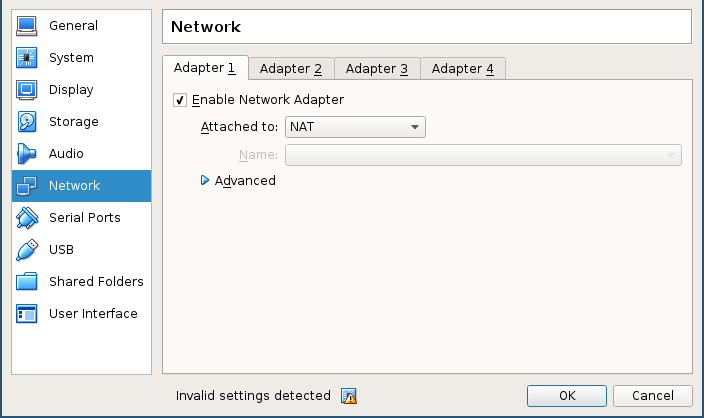 General
System
Display
Storage
Audio
Network
Serial Ports
USB
Shared Folders
User Interface
Network
Adapter 1 Adapter 2 Adapter 3 Adapter 4
Enable Network Adapter
Attached to: NAT
Name:
Advanced
Invalid settings detected
OK Cancel